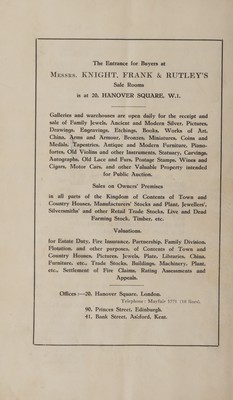 The Entrance for Buyers at
MESSRS. KNIGHT, FRANK & RUTLEY'S
Sale Rooms
is at 20, HANOVER SQUARE, W.1.
Galleries and warehouses are open daily for the receipt and
sale of Family Jewels, Ancient and Modern Silver, Pictures,
Drawings, Engravings, Etchings, Books, Works of Art,
China, Arms and Armour, Bronzes, Miniatures, Coins and
Medals, Tapestries, Antique and Modern Furniture, Piano-
fortes, Old Violins and other Instruments, Statuary, Carvings,
Autographs, Old Lace and Furs, Postage Stamps, Wines and
Cigars, Motor Cars, and other Valuable Property intended
for Public Auction.
Sales on Owners' Premises
in all parts of the Kingdom of Contents of Town and
Country Houses, Manufacturers' Stocks and Plant, Jewellers',
Silversmiths' and other Retail Trade Stocks, Live and Dead
Farming Stock, Timber, etc.
Valuations
for Estate Duty, Fire Insurance, Partnership, Family Division,
Flotation, and other purposes, of Contents of Town and
Country Houses, Pictures, Jewels, Plate, Libraries, China,
Furniture, etc., Trade Stocks, Buildings, Machinery, Plant,
etc., Settlement of Fire Claims, Rating Assessments and
Appeals.
Offices:—20, Hanover Square, London.
Telephone: Mayfair 3771 (10 lines).
90, Princes Street, Edinburgh.
41, Bank Street, Ashford, Kent.